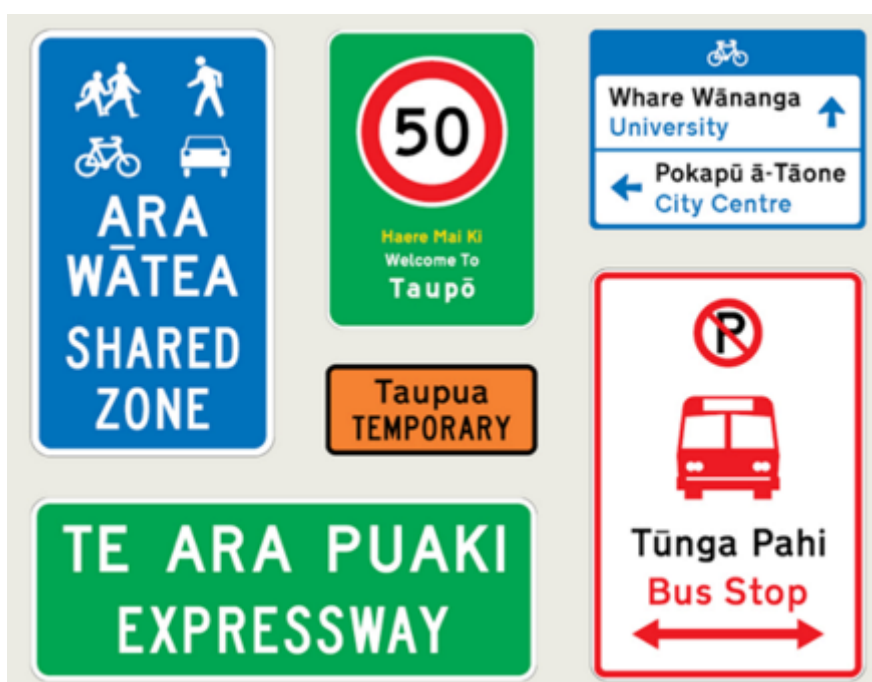 ARA
WĀTEA
SHARED
ZONE
50
Haere Mai Ki
Welcome To
Taupō
Whare Wānanga
University
Pokapū ā-Tāone
City Centre
Taupua
TEMPORARY
P
Tūnga Pahi
Bus Stop
TE ARA PUAKI
EXPRESSWAY